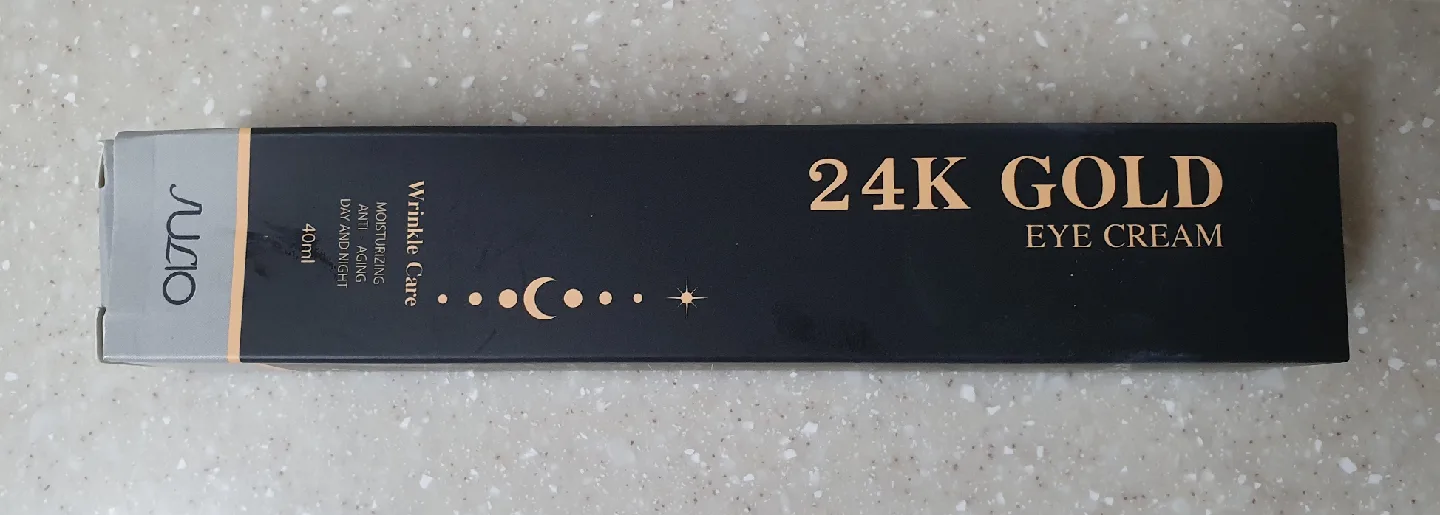 24K GOLD
EYE CREAM
Wrinkle Care
MOISTURIZING
ANTI AGING
DAY AND NIGHT
40ml